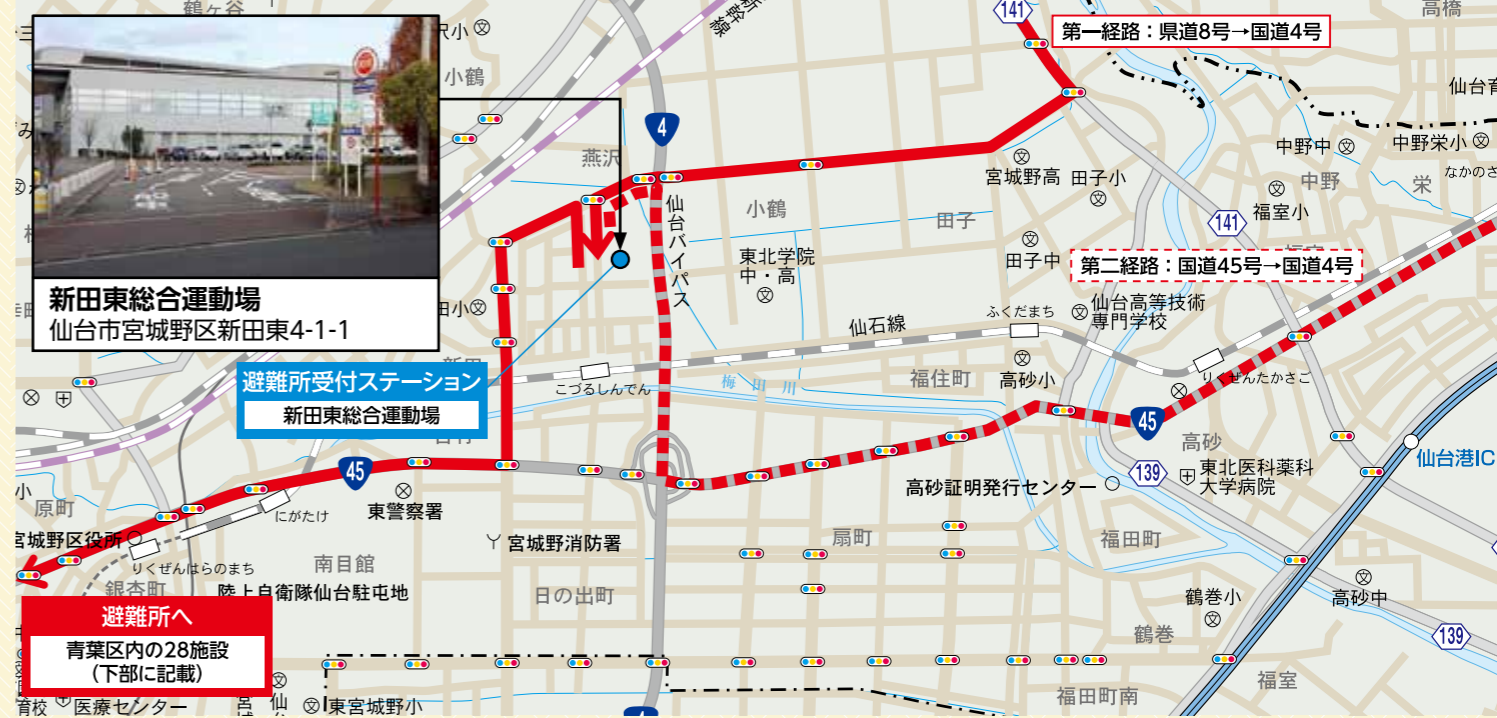 鶴ヶ谷
沢小
小鶴
新田東総合運動場
仙台市宮城野区新田東4-1-1
避難所受付ステーション
新田東総合運動場
避難所へ
青葉区内の28施設
(下部に記載)
141
第一経路：県道8号→国道4号
高橋
4
燕沢
仙台バイパス
小鶴
東北学院
中・高
宮城野高
田子小
田子
田子中
中野中
中野栄小
中野
栄
福室小
141
第二経路：国道45号→国道4号
仙台高等技術
専門学校
ふくだまち
仙石線
こづるしんでん
梅田川
福住町
高砂小
りくぜんたかさご
45
高砂
仙台港IC
139
東北医科薬科
大学病院
高砂証明発行センター
田小
45
東警察署
にがたけ
原町
宮城野区役所
りくぜんはらのまち
銀杏町
南目館
陸上自衛隊仙台駐屯地
宮城野消防署
日の出町
扇町
福田町
鶴巻小
鶴巻
高砂中
139
福室
福田町南
医療センター
東宮城野小